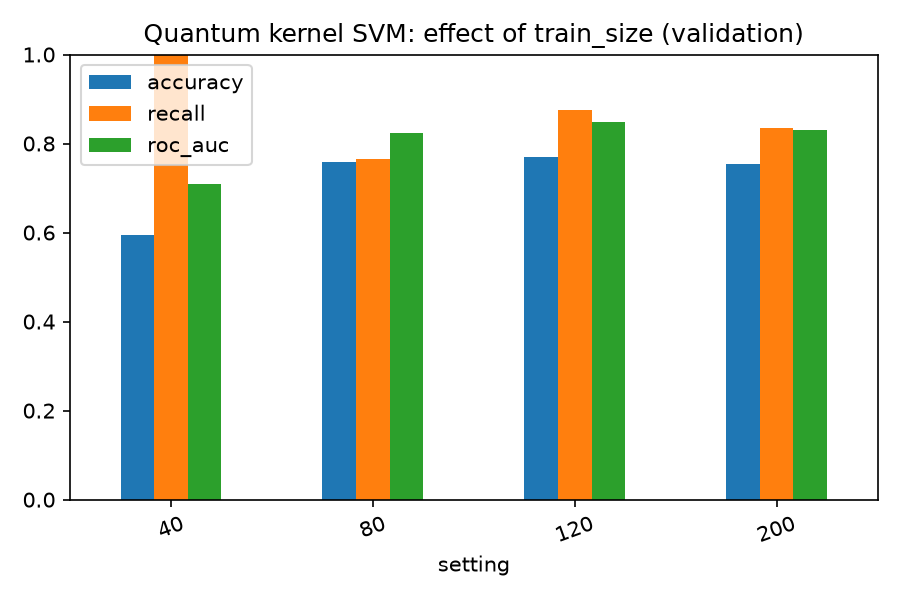 Quantum kernel SVM: effect of train_size (validation)
1.0
0.8
0.6
0.4
0.2
0.0
accuracy
recall
roc_auc
40
80
120
200
setting